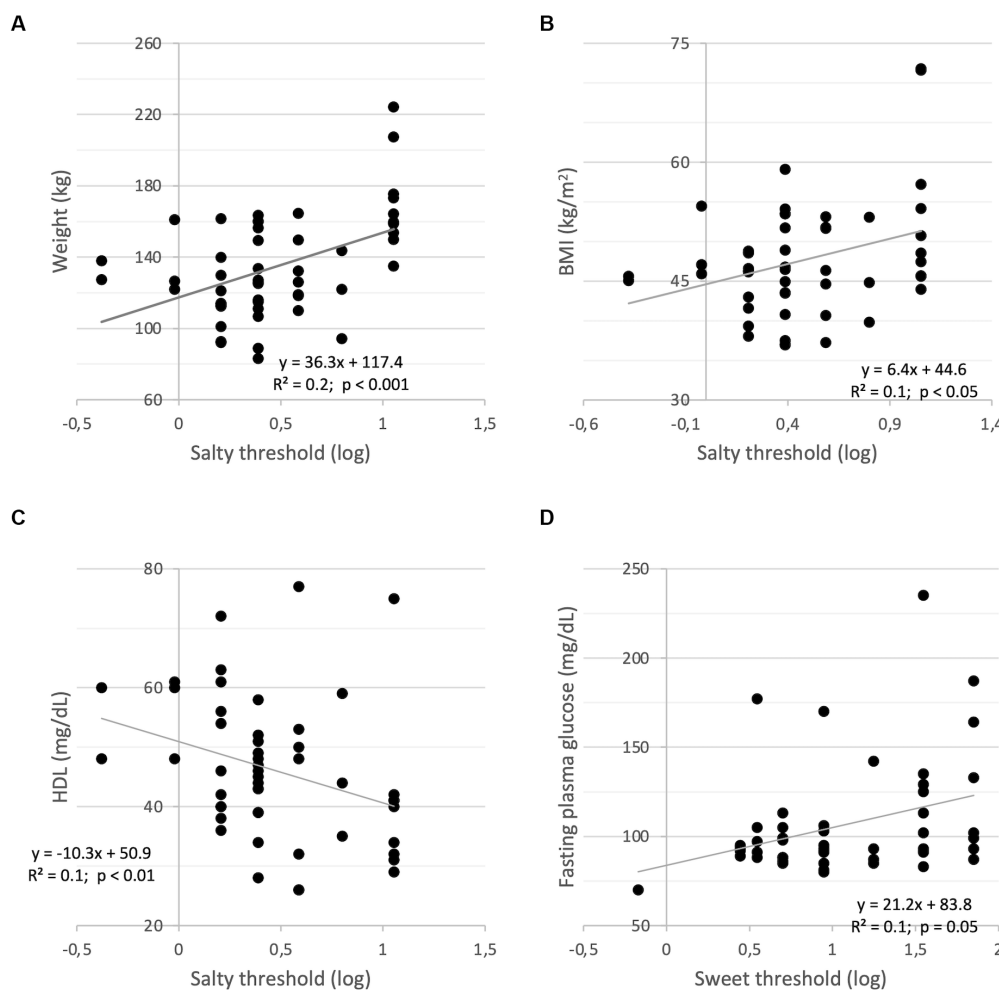 A
260
220
180
140
100
60
Weight (kg)
y = 36.3x + 117.4
R² = 0.2; p < 0.001
-0,5 0 0,5 1 1,5
Salty threshold (log)
B
75
60
45
30
BMI (kg/m²)
y = 6.4x + 44.6
R² = 0.1; p < 0.05
-0,6 -0,1 0,4 0,9 1,4
Salty threshold (log)
C
80
60
40
20
HDL (mg/dL)
y = -10.3x + 50.9
R² = 0.1; p < 0.01
-0,5 0 0,5 1 1,5
Salty threshold (log)
D
250
200
150
100
50
Fasting plasma glucose (mg/dL)
y = 21.2x + 83.8
R² = 0.1; p = 0.05
-0,5 0 0,5 1 1,5 2
Sweet threshold (log)